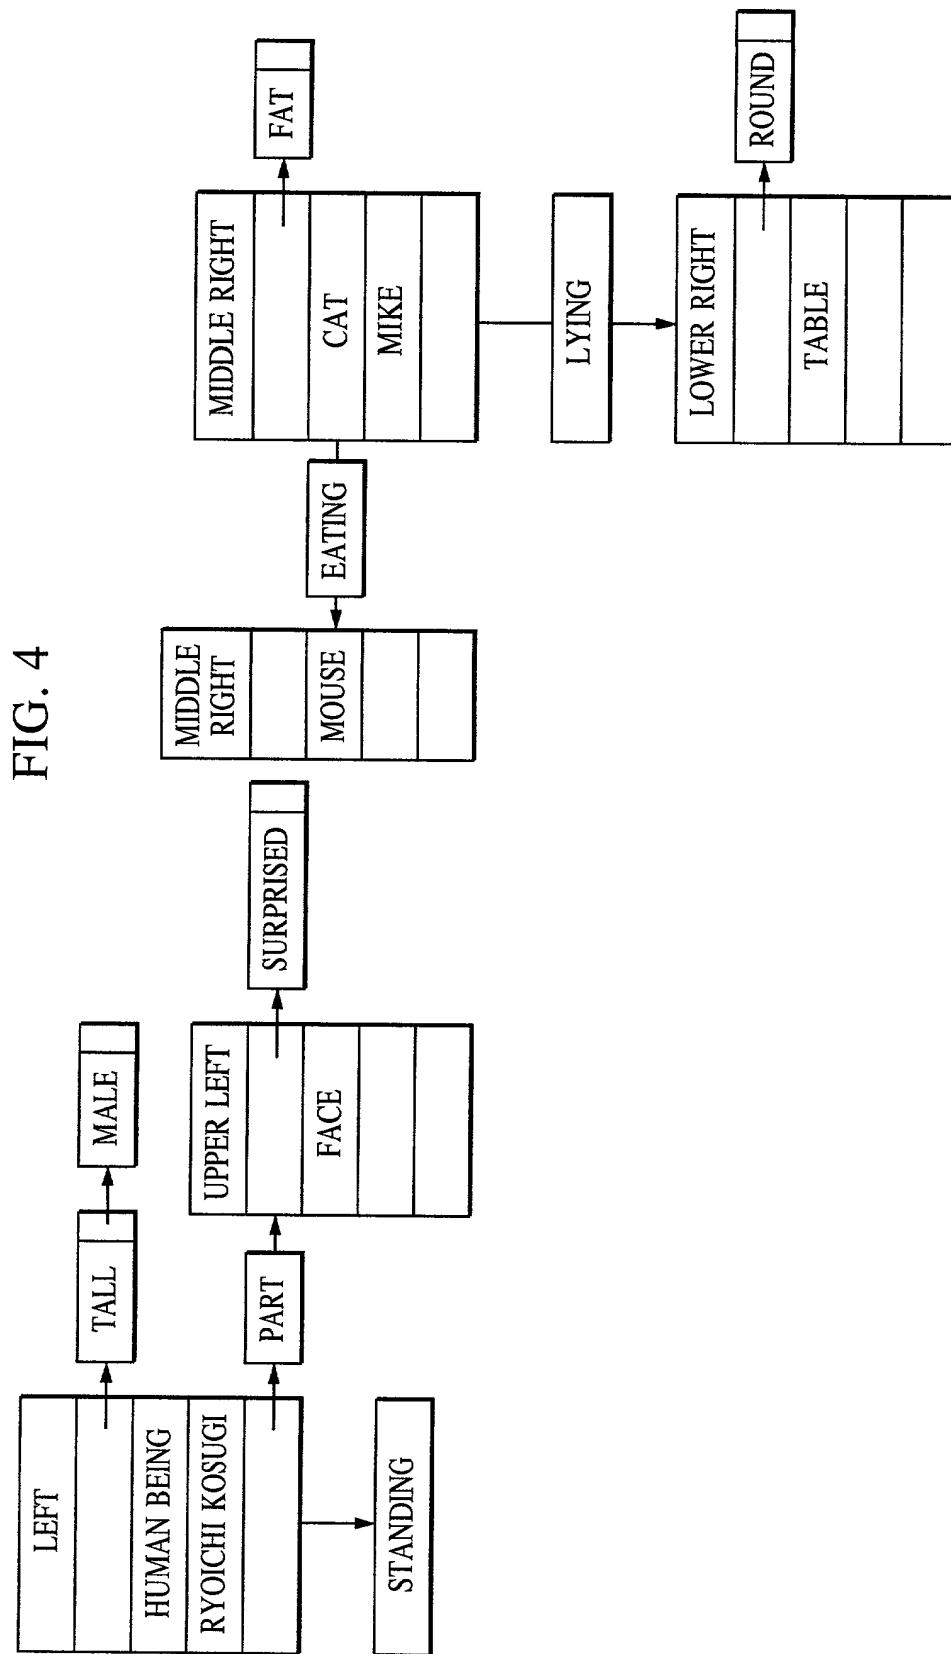 FIG. 4
LEFT
HUMAN BEING
RYOICHI KOSUGI
STANDING
TALL
MALE
PART
UPPER LEFT
FACE
SURPRISED
MIDDLE
RIGHT
MOUSE
EATING
MIDDLE RIGHT
CAT
MIKE
FAT
LYING
LOWER RIGHT
TABLE
ROUND